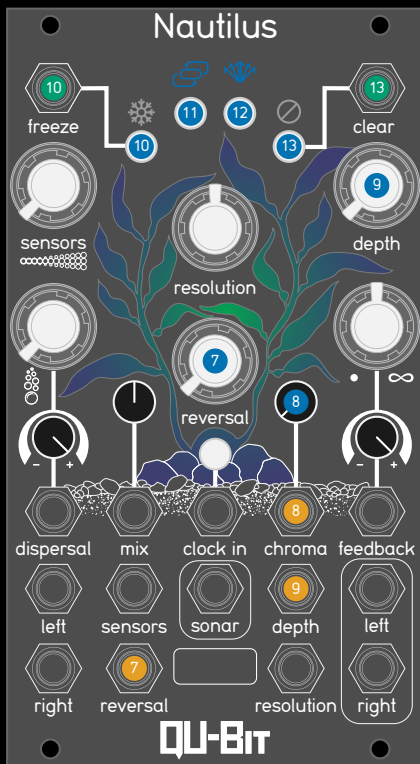 Nautilus
10 11 12 13
freeze 10 13 clear
9
sensors depth
resolution
7
∞
reversal 8
- + - +
8
dispersal mix clock in chroma feedback
9
left sensors sonar depth left
7
right reversal resolution right
QU-BIT